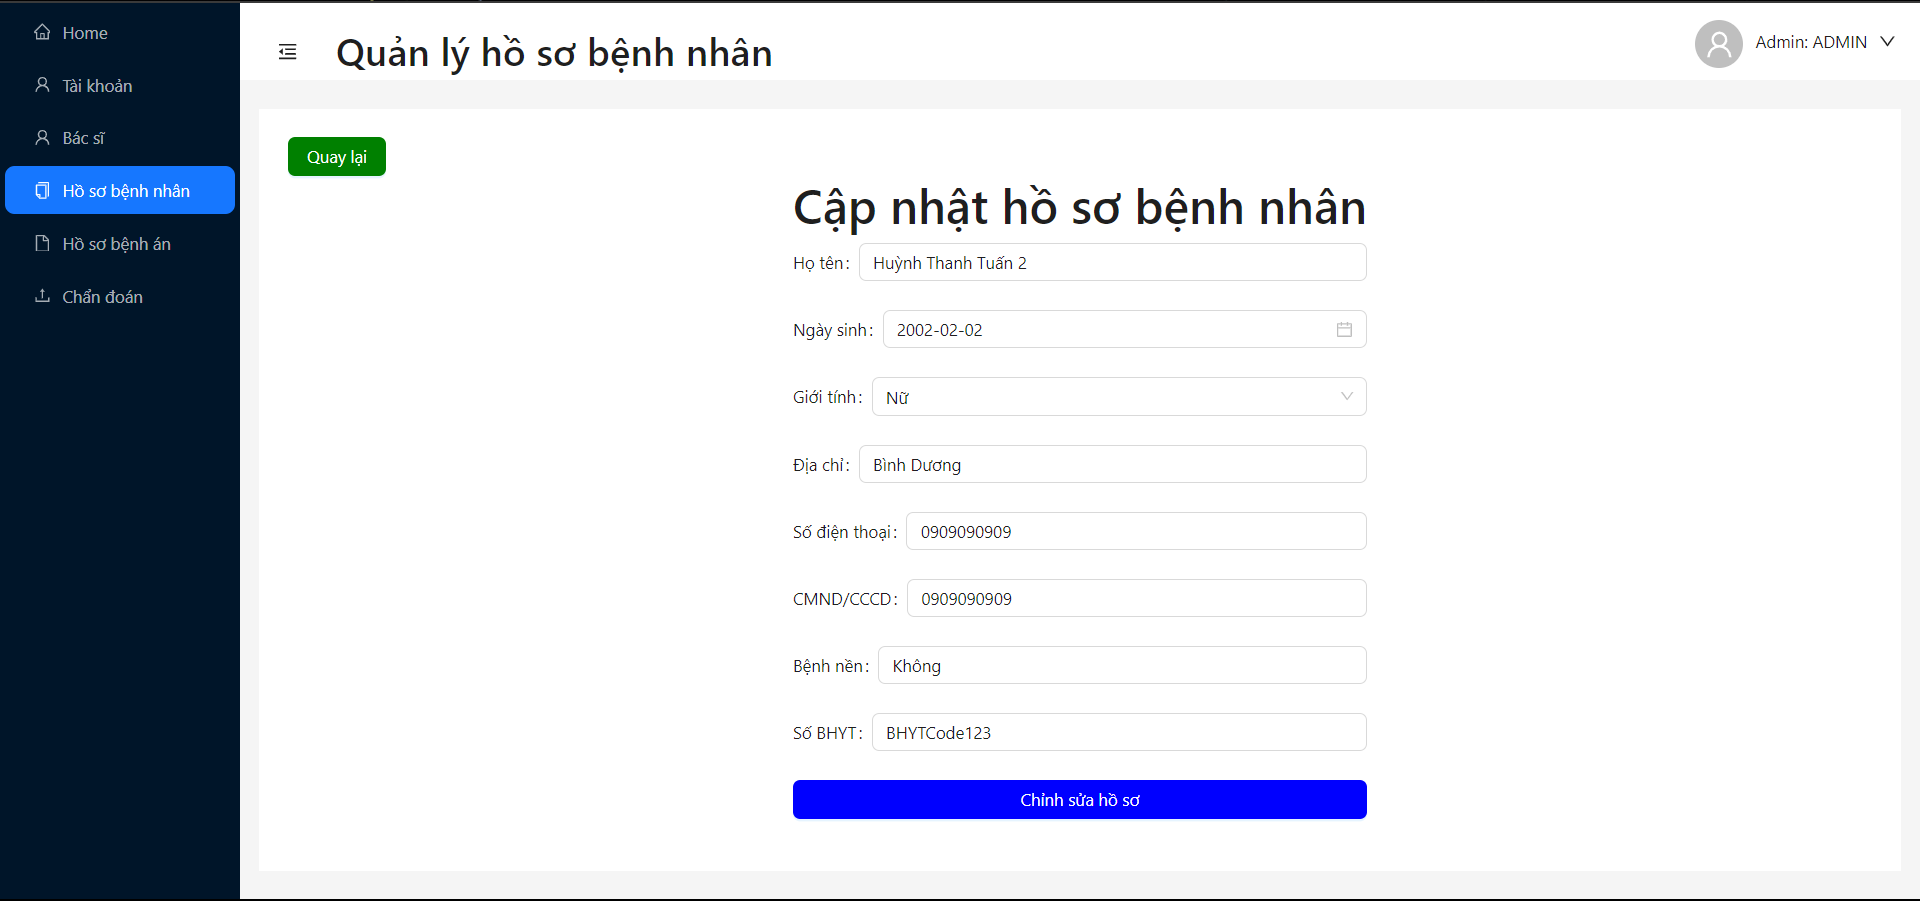 Home
Tài khoản
Bác sĩ
Hồ sơ bệnh nhân
Hồ sơ bệnh án
Chẩn đoán
Quản lý hồ sơ bệnh nhân
Admin: ADMIN
Quay lại
Cập nhật hồ sơ bệnh nhân
Họ tên: Huỳnh Thanh Tuấn 2
Ngày sinh: 2002-02-02
Giới tính: Nữ
Địa chỉ: Bình Dương
Số điện thoại: 0909090909
CMND/CCCD: 0909090909
Bệnh nền: Không
Số BHYT: BHYTCode123
Chỉnh sửa hồ sơ